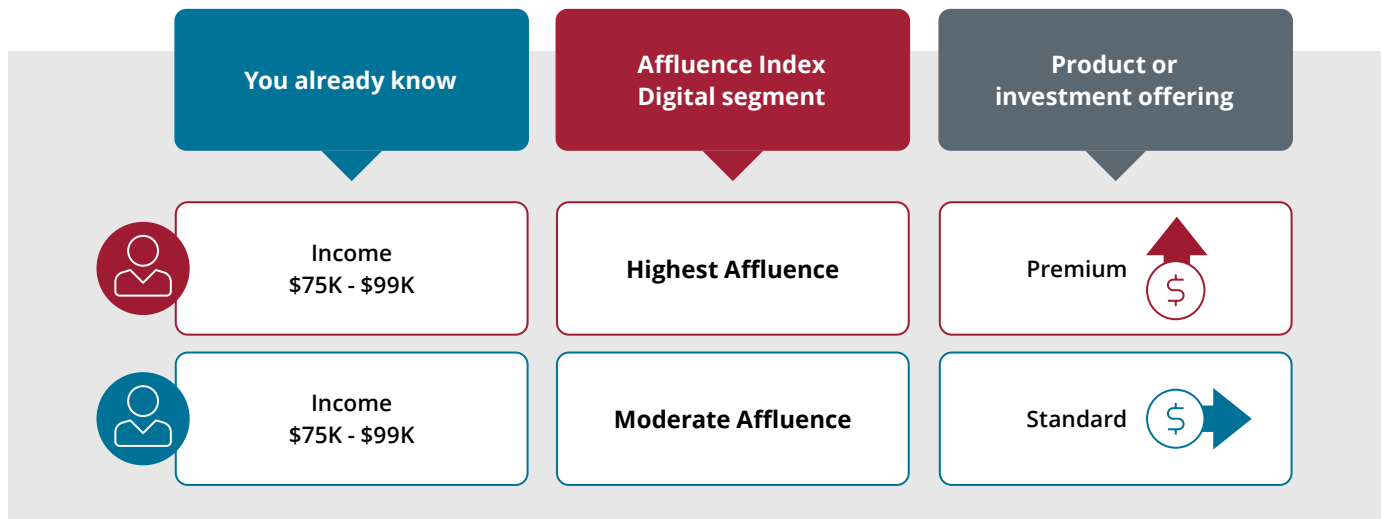 You already know
Affluence Index
Digital segment
Product or
investment offering
Income
$75K - $99K
Highest Affluence
Premium
$
Income
$75K - $99K
Moderate Affluence
Standard
$